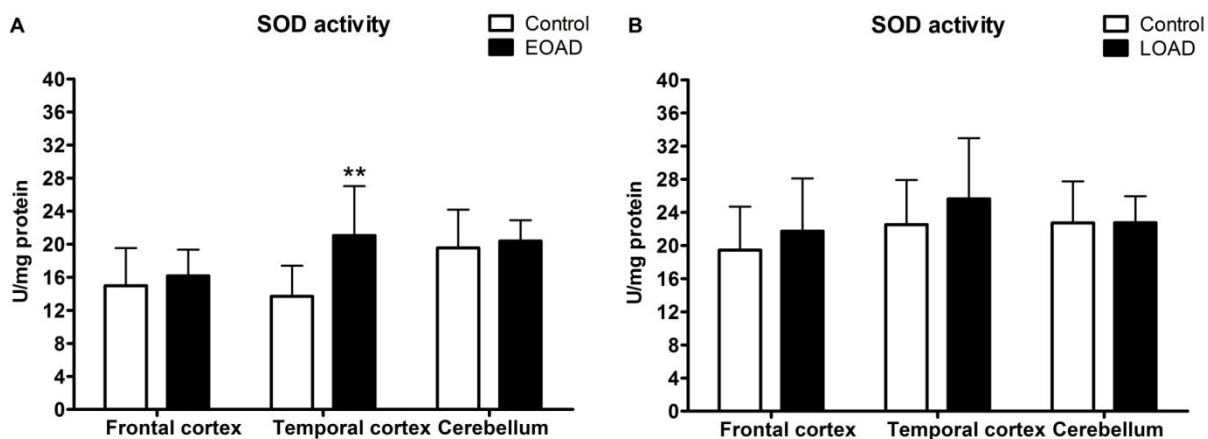 A
SOD activity
Control
EOAD
U/mg protein
40
36
32
28
24
20
16
12
8
4
0
**
Frontal cortex
Temporal cortex
Cerebellum
B
SOD activity
Control
LOAD
U/mg protein
40
36
32
28
24
20
16
12
8
4
0
Frontal cortex
Temporal cortex
Cerebellum